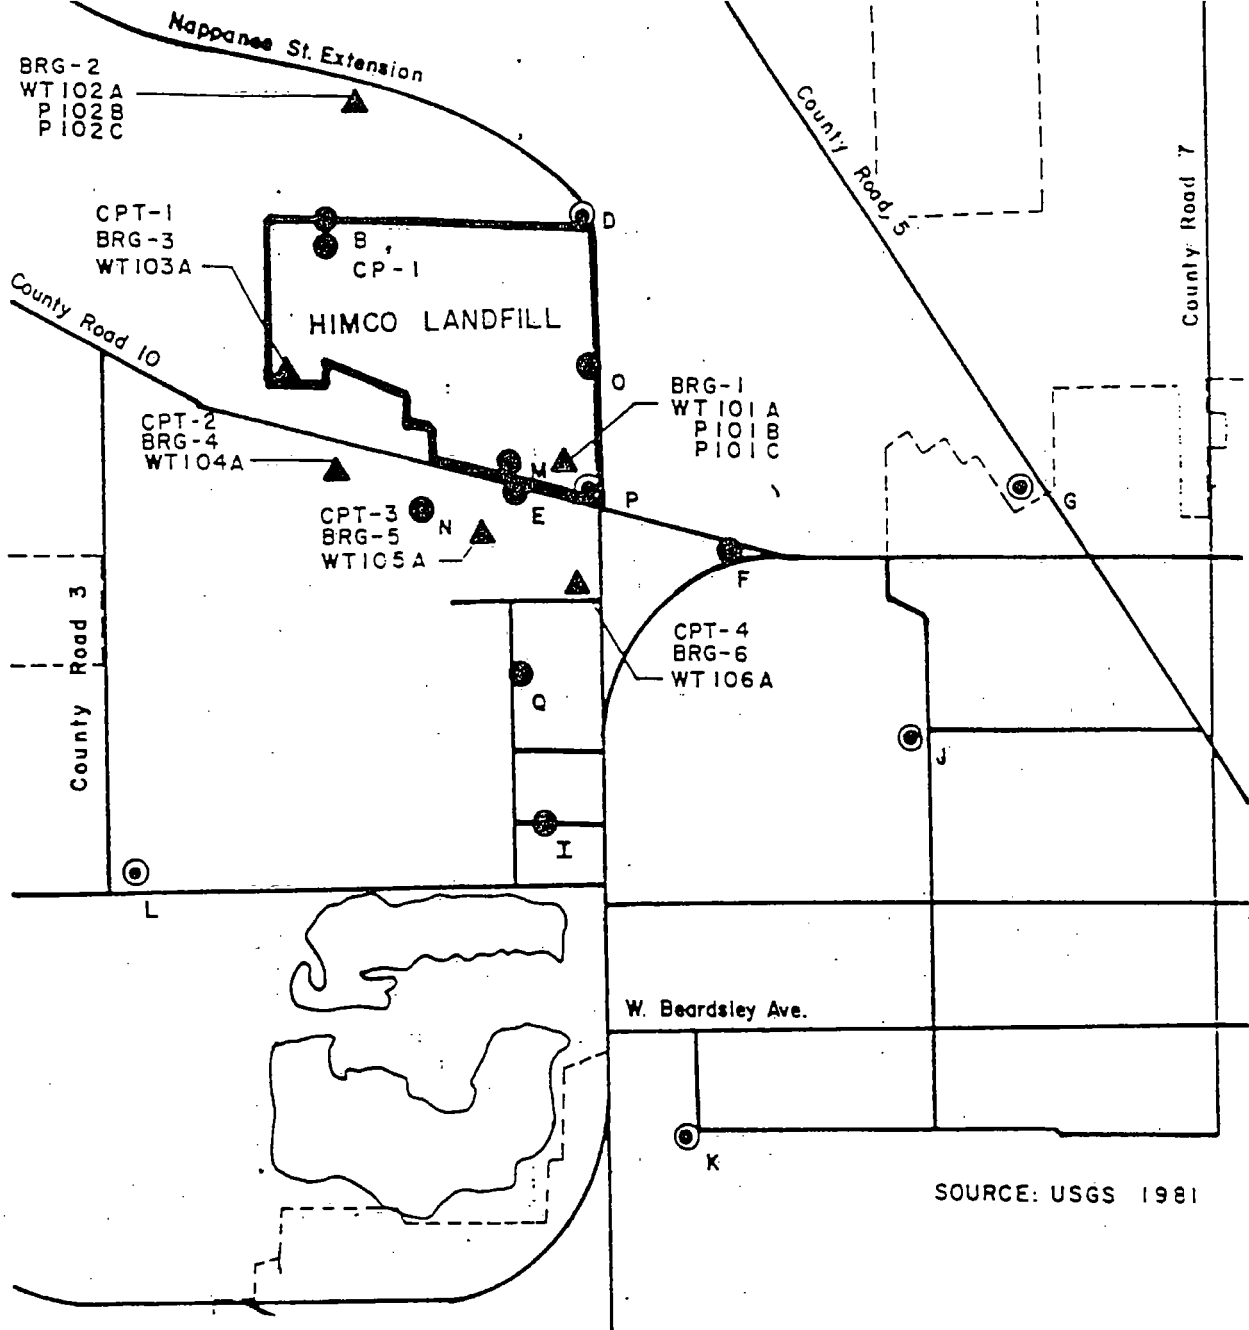 Nappanee St. Extension
BRG-2
WT102A
P102B
P102C
County Road 5
County Road 7
CPT-1
BRG-3
WT103A
D
B
CP-1
County Road 10
HIMCO LANDFILL
O
BRG-1
WT101A
P101B
P101C
CPT-2
BRG-4
WT104A
M
P
G
E
N
CPT-3
BRG-5
WT105A
F
County Road 3
CPT-4
BRG-6
WT106A
Q
J
I
L
W. Beardsley Ave.
K
SOURCE: USGS 1981